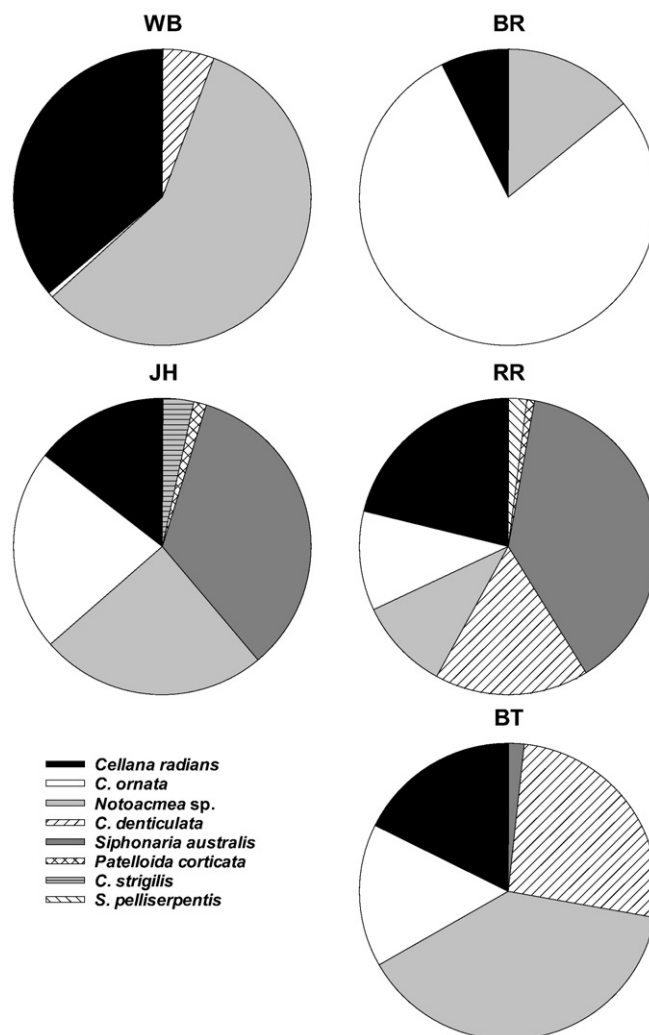 WB
BR
JH
RR
BT
Cellana radians
C. ornata
Notoacmea sp.
C. denticulata
Siphonaria australis
Patelloida corticata
C. strigilis
S. pelliserpentis